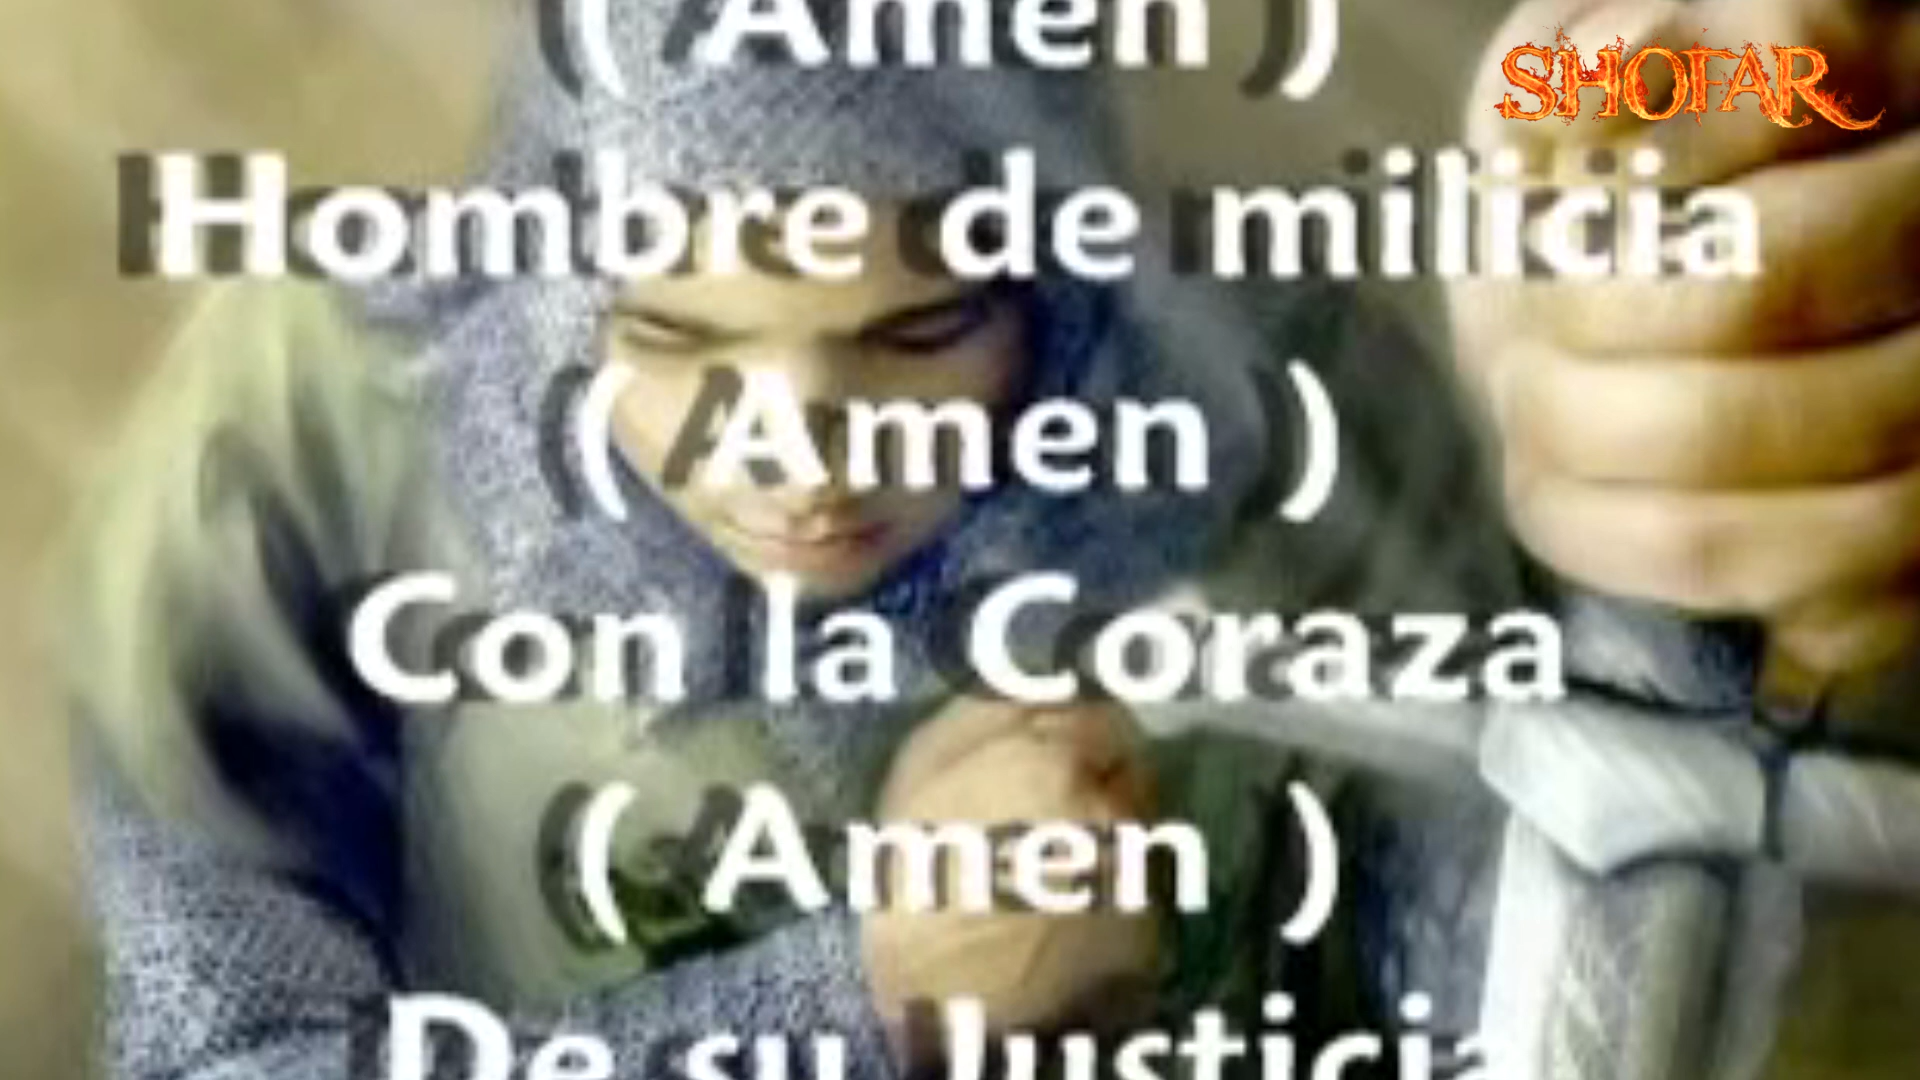 ( Amen )
SHOFAR
Hombre de milicia
( Amen )
Con la Coraza
( Amen )
De su Justicia